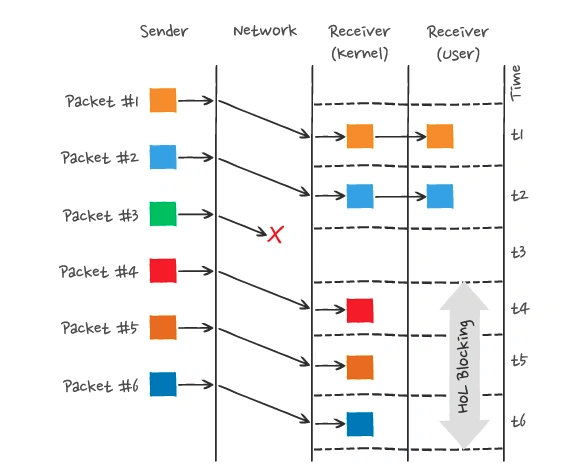 Sender
Network
Receiver
(kernel)
Receiver
(user)
Time
Packet #1
t1
Packet #2
t2
Packet #3
X
t3
Packet #4
t4
Packet #5
t5
Packet #6
t6
HoL Blocking